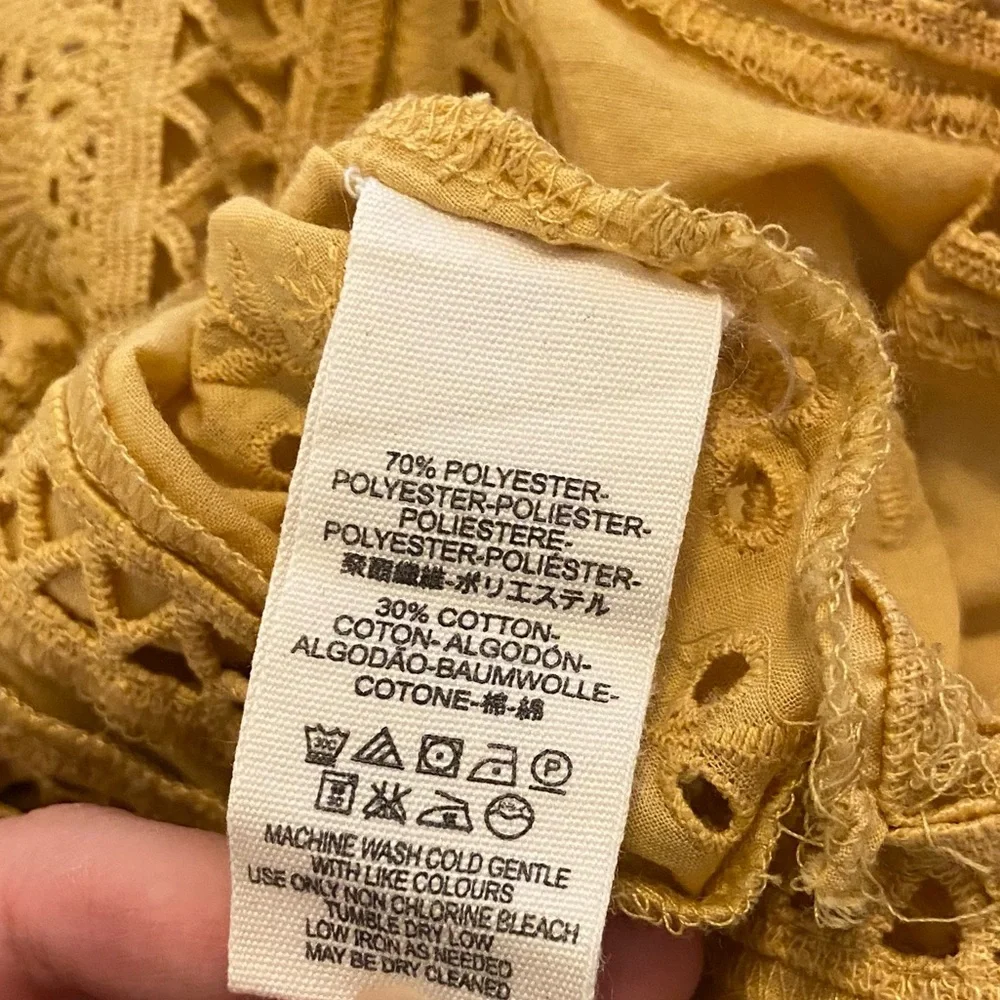 70% POLYESTER-
POLYESTER-POLIESTER-
POLIESTERE-
POLYESTER-POLIÉSTER-
聚酯纖維-ポリエステル
30% COTTON-
COTON- ALGODÓN-
ALGODÃO-BAUMWOLLE-
COTONE-棉-綿
P
MACHINE WASH COLD GENTLE
WITH LIKE COLOURS
USE ONLY NON CHLORINE BLEACH
TUMBLE DRY LOW
LOW IRON AS NEEDED
MAY BE DRY CLEANED